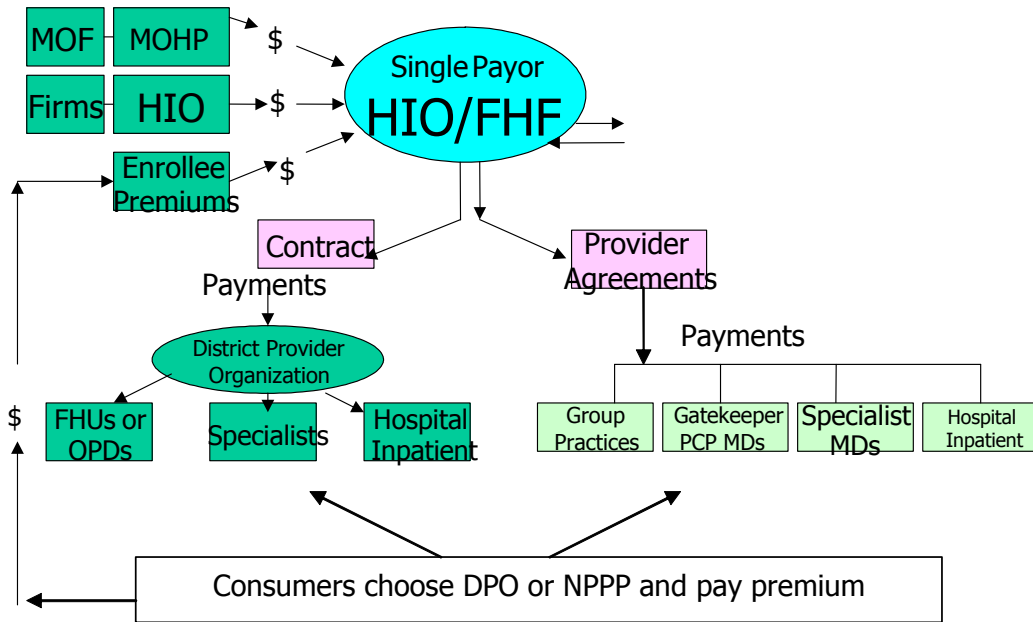 MOF MOHP $
Single Payor
HIO/FHF
Firms HIO $
Enrollee
Premiums
$
Contract
Provider
Agreements
Payments
Payments
District Provider
Organization
$
FHUs or
OPDs
Specialists
Hospital
Inpatient
Group
Practices
Gatekeeper
PCP MDs
Specialist
MDs
Hospital
Inpatient
Consumers choose DPO or NPPP and pay premium